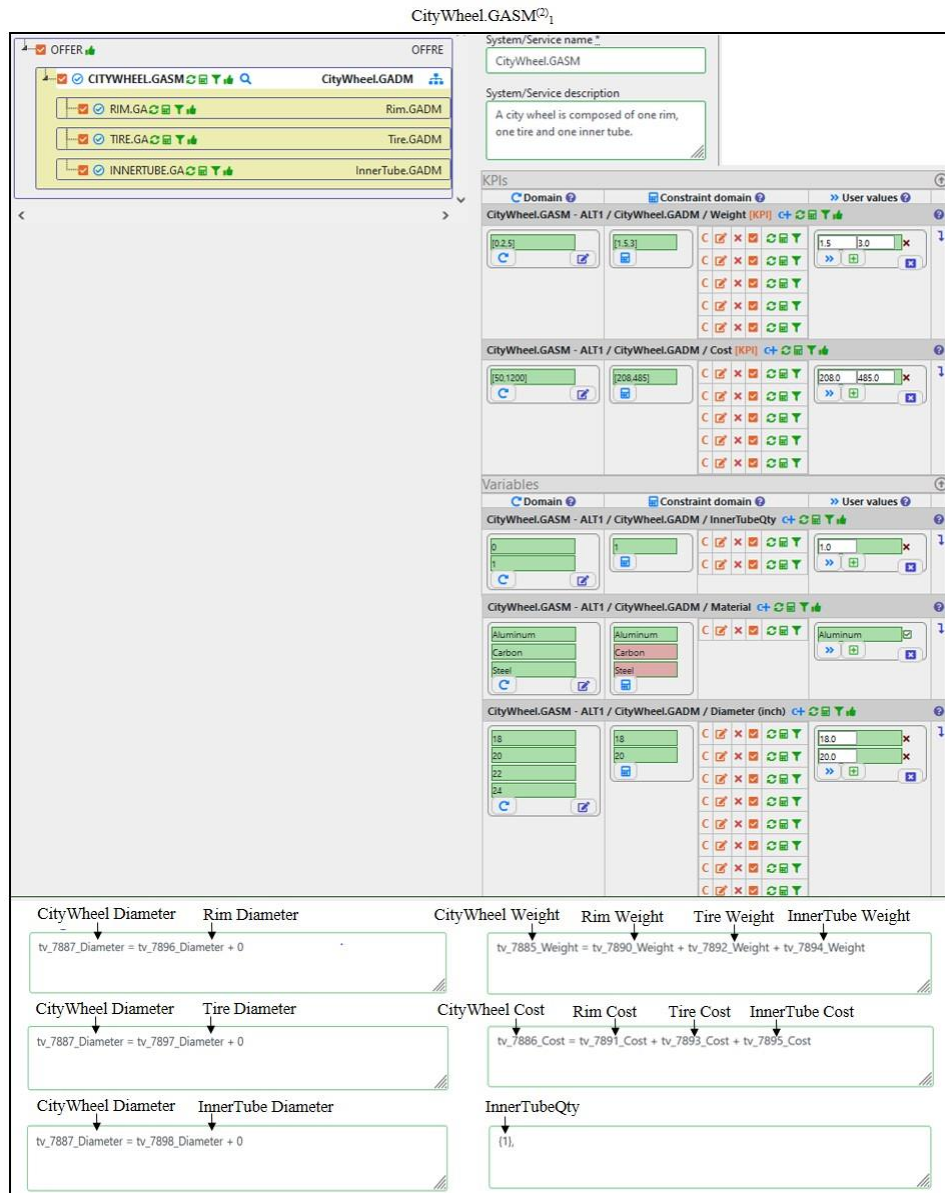 CityWheel.GASM⁽²⁾₁
OFFER OFFRE
CITYWHEEL.GASM CityWheel.GADM
RIM.GA Rim.GADM
TIRE.GA Tire.GADM
INNERTUBE.GA InnerTube.GADM
System/Service name *
CityWheel.GASM
System/Service description
A city wheel is composed of one rim,
one tire and one inner tube.
KPIs
Domain Constraint domain User values
CityWheel.GASM - ALT1 / CityWheel.GADM / Weight [KPI]
[0.2,5] [1.5,3] 1.5 3.0
CityWheel.GASM - ALT1 / CityWheel.GADM / Cost [KPI]
[50,1200] [208,485] 208.0 485.0
Variables
Domain Constraint domain User values
CityWheel.GASM - ALT1 / CityWheel.GADM / InnerTubeQty
0 1 1.0
1
CityWheel.GASM - ALT1 / CityWheel.GADM / Material
Aluminum Aluminum Aluminum
Carbon Carbon
Steel Steel
CityWheel.GASM - ALT1 / CityWheel.GADM / Diameter (inch)
18 18 18.0
20 20 20.0
22
24
CityWheel Diameter Rim Diameter
tv_7887_Diameter = tv_7896_Diameter + 0
CityWheel Weight Rim Weight Tire Weight InnerTube Weight
tv_7885_Weight = tv_7890_Weight + tv_7892_Weight + tv_7894_Weight
CityWheel Diameter Tire Diameter
tv_7887_Diameter = tv_7897_Diameter + 0
CityWheel Cost Rim Cost Tire Cost InnerTube Cost
tv_7886_Cost = tv_7891_Cost + tv_7893_Cost + tv_7895_Cost
CityWheel Diameter InnerTube Diameter
tv_7887_Diameter = tv_7898_Diameter + 0
InnerTubeQty
{1},